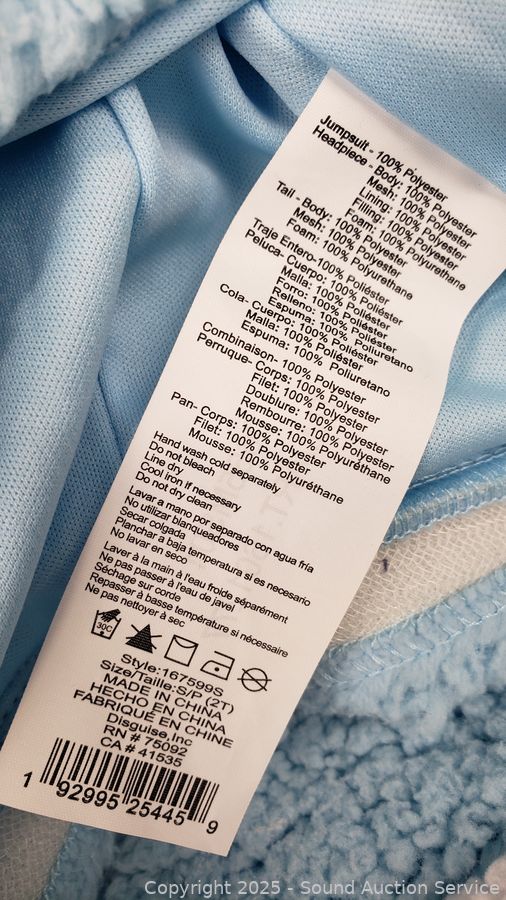 Jumpsuit - 100% Polyester
Headpiece - Body: 100% Polyester
Mesh: 100% Polyester
Lining: 100% Polyester
Filling: 100% Polyester
Foam: 100% Polyurethane
Tail - Body: 100% Polyester
Mesh: 100% Polyester
Foam: 100% Polyurethane
Traje Entero-100% Poliéster
Peluca- Cuerpo: 100% Poliéster
Malla: 100% Poliéster
Forro: 100% Poliéster
Relleno: 100% Poliéster
Espuma: 100% Poliuretano
Cola- Cuerpo: 100% Poliéster
Malla: 100% Poliéster
Espuma: 100% Poliuretano
Combinaison- 100% Polyester
Perruque- Corps: 100% Polyester
Filet: 100% Polyester
Doublure: 100% Polyester
Rembourre: 100% Polyester
Mousse: 100% Polyuréthane
Pan- Corps: 100% Polyester
Filet: 100% Polyester
Mousse: 100% Polyuréthane
Hand wash cold separately
Do not bleach
Line dry
Cool iron if necessary
Do not dry clean
Lavar a mano por separado con agua fría
No utilizar blanqueadores
Secar colgada
Planchar a baja temperatura si es necesario
No lavar en seco
Laver à la main à l'eau froide séparément
Ne pas passer à l'eau de javel
Séchage sur corde
Repasser à basse température si nécessaire
Ne pas nettoyer à sec
30C
Style:167599S
Size/Taille:S/P (2T)
MADE IN CHINA
HECHO EN CHINA
FABRIQUÉ EN CHINE
Disguise,Inc
RN # 75092
CA # 41535
1 92995 25445 9
Copyright 2025 - Sound Auction Service